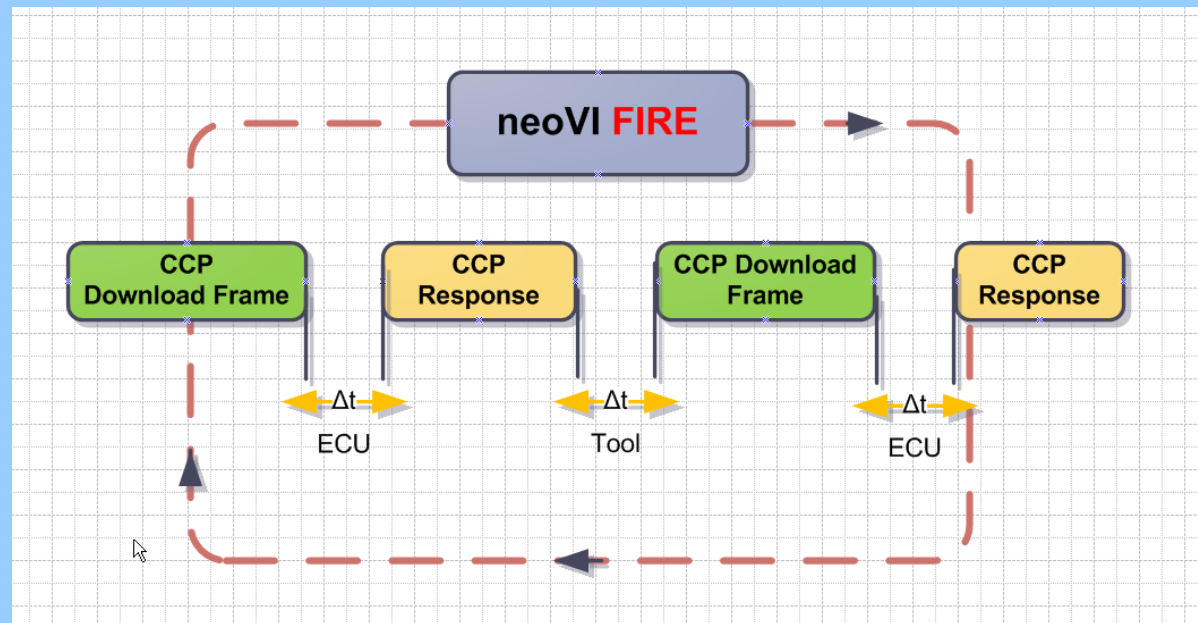 neoVI FIRE
CCP
Download Frame
CCP
Response
CCP Download
Frame
CCP
Response
Δt
ECU
Δt
Tool
Δt
ECU